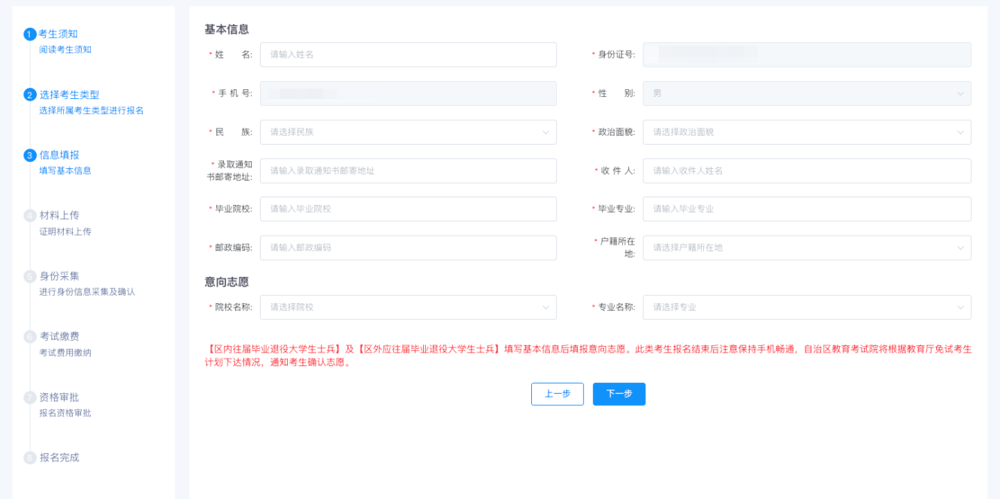 1 考生须知
阅读考生须知
2 选择考生类型
选择所属考生类型进行报名
3 信息填报
填写基本信息
4 材料上传
证明材料上传
5 身份采集
进行身份信息采集及确认
6 考试缴费
考试费用缴纳
7 资格审批
报名资格审批
8 报名完成
基本信息
* 姓 名: 请输入姓名
* 身份证号:
* 手 机 号:
* 性 别: 男
* 民 族: 请选择民族
* 政治面貌: 请选择政治面貌
* 录取通知
书邮寄地址: 请输入录取通知书邮寄地址
* 收 件 人: 请输入收件人姓名
* 毕业院校: 请输入毕业院校
* 毕业专业: 请输入毕业专业
* 邮政编码: 请输入邮政编码
* 户籍所在
地: 请选择户籍所在地
意向志愿
* 院校名称: 请选择院校
* 专业名称: 请选择专业
【区内往届毕业退役大学生士兵】及【区外应往届毕业退役大学生士兵】填写基本信息后填报意向志愿。此类考生报名结束后注意保持手机畅通，自治区教育考试院将根据教育厅免试考生
计划下达情况，通知考生确认志愿。
上一步
下一步